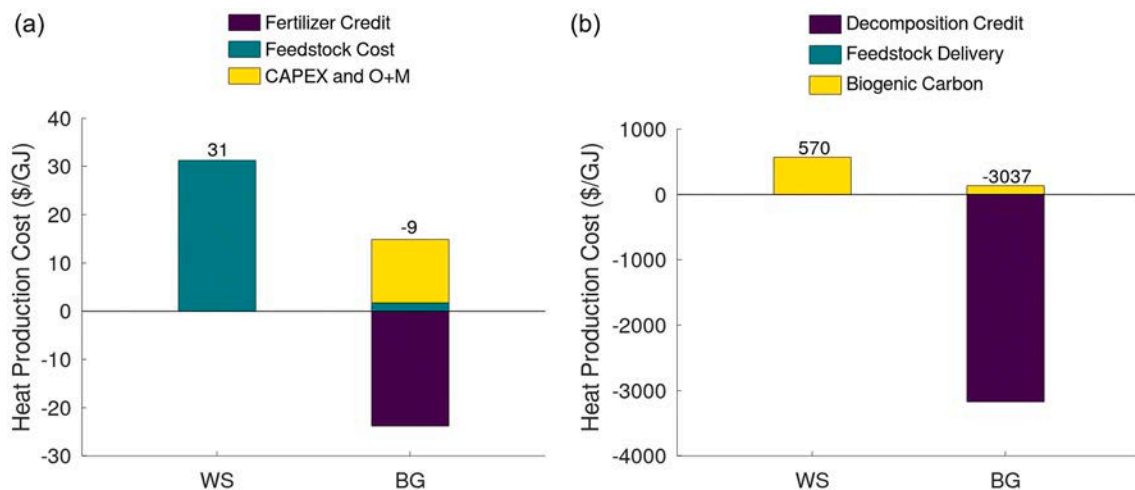 (a)
Fertilizer Credit
Feedstock Cost
CAPEX and O+M
Heat Production Cost ($/GJ)
40
30
20
10
0
-10
-20
-30
31
-9
WS
BG
(b)
Decomposition Credit
Feedstock Delivery
Biogenic Carbon
Heat Production Cost ($/GJ)
1000
0
-1000
-2000
-3000
-4000
570
-3037
WS
BG